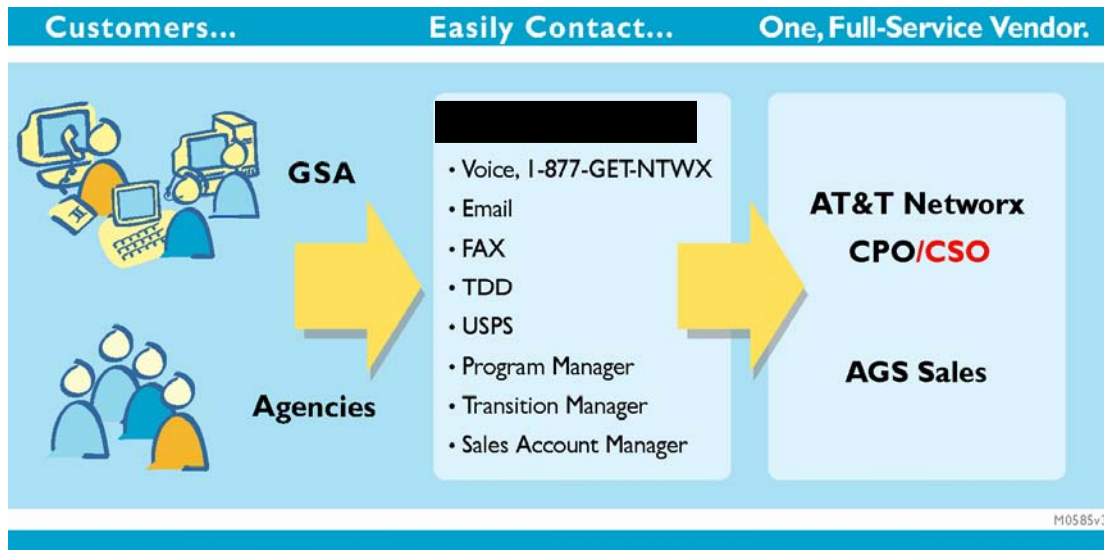 Customers...
Easily Contact...
One, Full-Service Vendor.
GSA
Agencies
• Voice, 1-877-GET-NTWX
• Email
• FAX
• TDD
• USPS
• Program Manager
• Transition Manager
• Sales Account Manager
AT&T Networx
CPO/CSO
AGS Sales
M0585v3